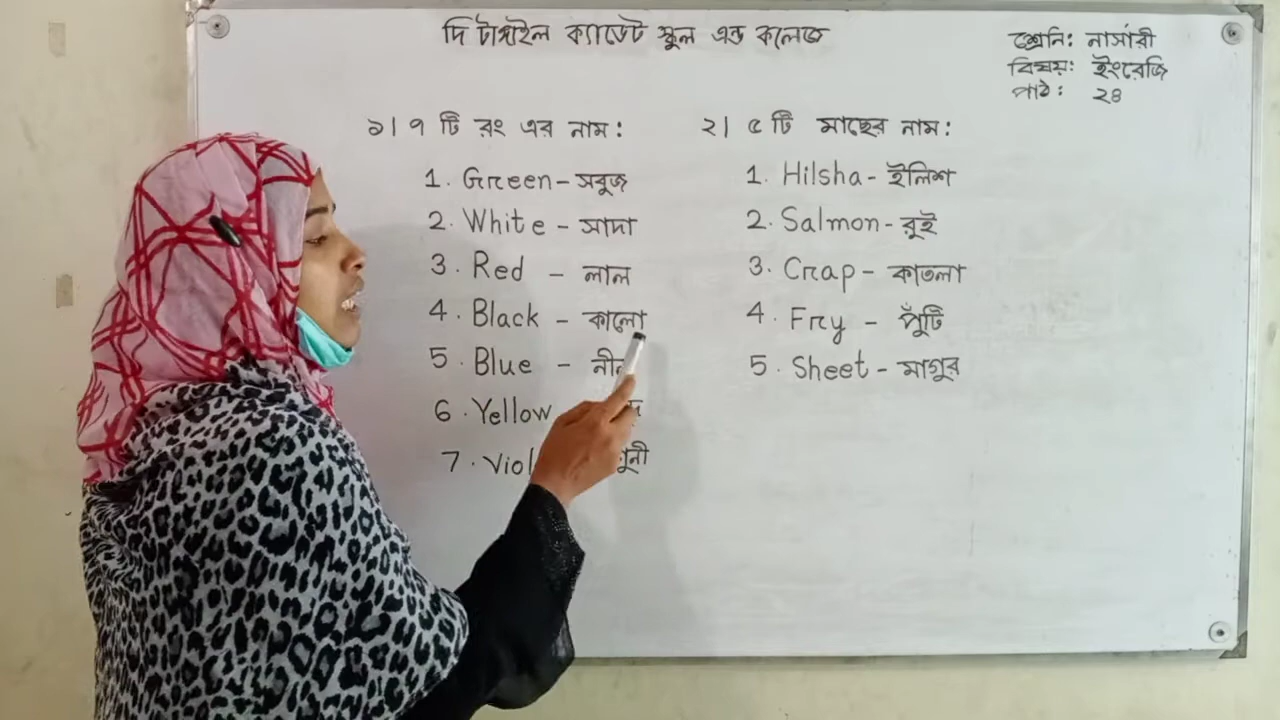 দি টাঙ্গাইল ক্যাডেট স্কুল এন্ড কলেজ
শ্রেনি: নার্সারী
বিষয়: ইংরেজি
পাঠ: ২৪
১। ৭ টি রং এর নাম:
1. Green - সবুজ
2. White - সাদা
3. Red - লাল
4. Black - কালো
5. Blue -
6. Yellow
7.
২। ৫ টি মাছের নাম:
1. Hilsha - ইলিশ
2. Salmon - রুই
3. Crap - কাতলা
4. Fry - পুঁটি
5. Sheet - মাগুর